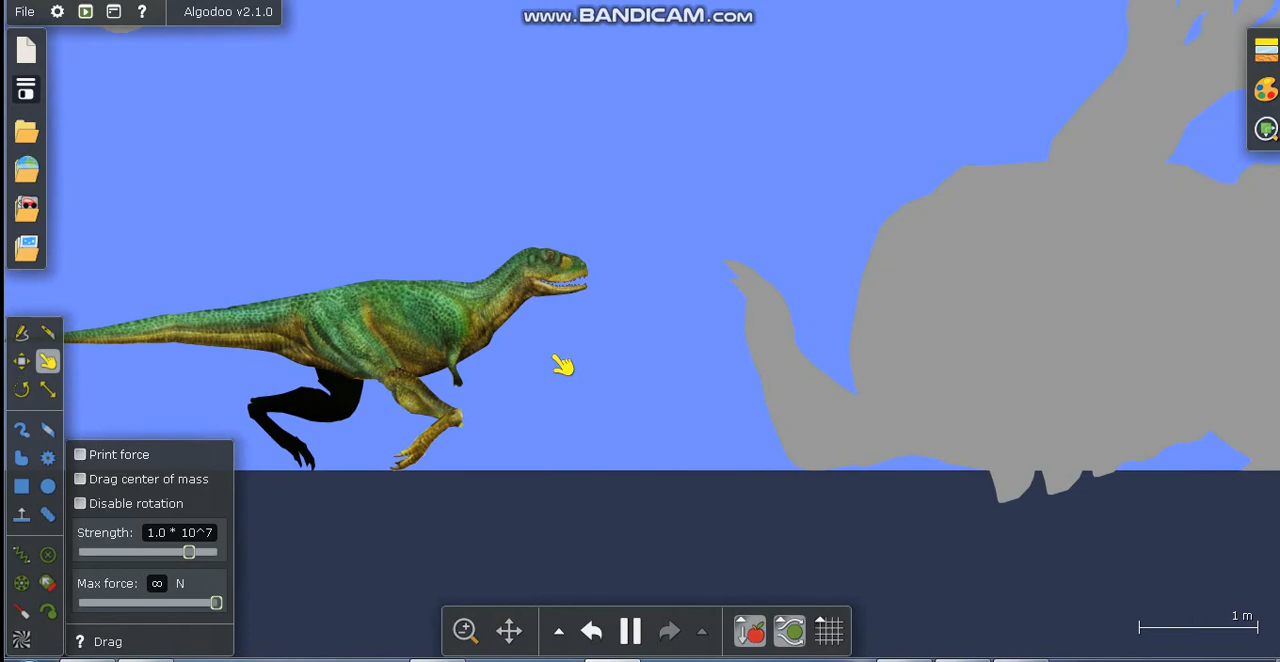 File
?
Algodoo v2.1.0
www.BANDICAM.com
Print force
Drag center of mass
Disable rotation
Strength: 1.0 * 10^7
Max force: ∞ N
? Drag
1 m